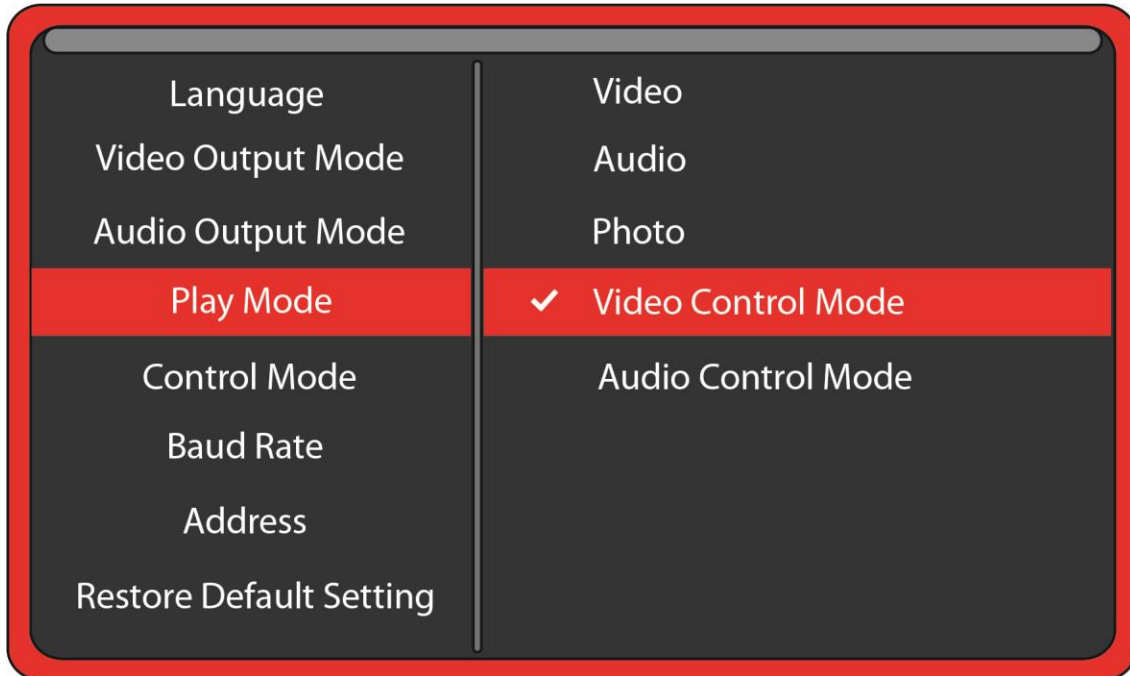 Language
Video Output Mode
Audio Output Mode
Play Mode
Control Mode
Baud Rate
Address
Restore Default Setting
Video
Audio
Photo
Video Control Mode
Audio Control Mode